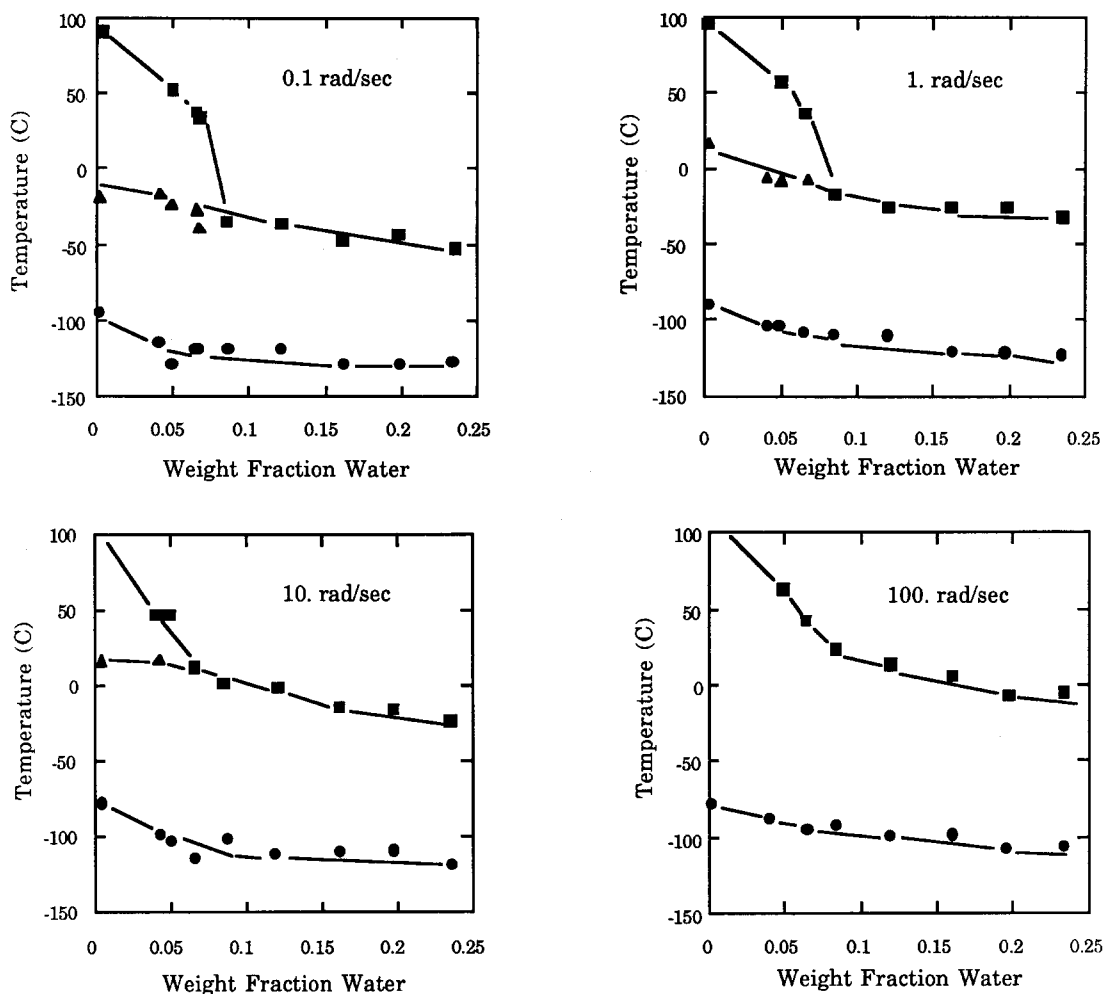 100
50
0
-50
-100
-150
Temperature (C)
0.1 rad/sec
0 0.05 0.1 0.15 0.2 0.25
Weight Fraction Water
100
50
0
-50
-100
-150
Temperature (C)
1. rad/sec
0 0.05 0.1 0.15 0.2 0.25
Weight Fraction Water
100
50
0
-50
-100
-150
Temperature (C)
10. rad/sec
0 0.05 0.1 0.15 0.2 0.25
Weight Fraction Water
100
50
0
-50
-100
-150
Temperature (C)
100. rad/sec
0 0.05 0.1 0.15 0.2 0.25
Weight Fraction Water